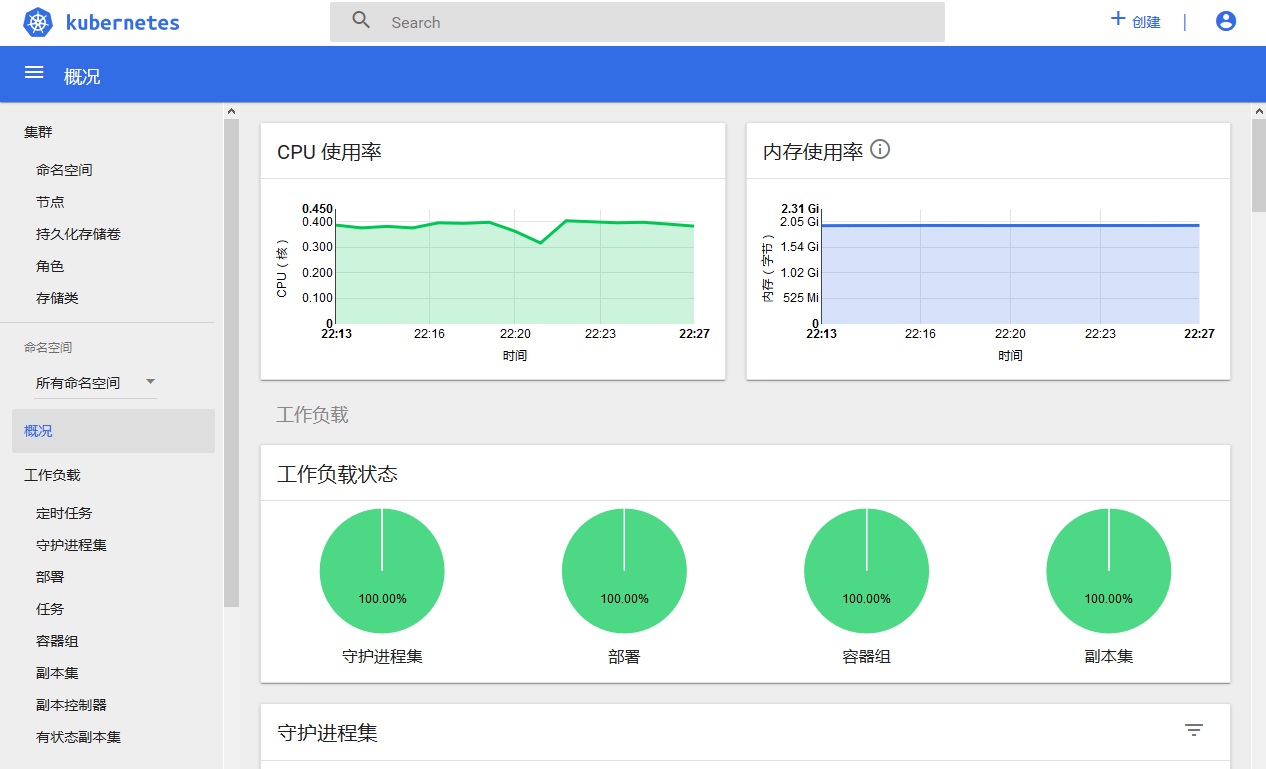 kubernetes
Search
+ 创建 |
概况
集群
命名空间
节点
持久化存储卷
角色
存储类
命名空间
所有命名空间
概况
工作负载
定时任务
守护进程集
部署
任务
容器组
副本集
副本控制器
有状态副本集
CPU 使用率
CPU（核）
0.450
0.400
0.300
0.200
0.100
0
22:13 22:16 22:20 22:23 22:27
时间
内存使用率
内存（字节）
2.31 Gi
2.05 Gi
1.54 Gi
1.02 Gi
525 Mi
0
22:13 22:16 22:20 22:23 22:27
时间
工作负载
工作负载状态
100.00% 100.00% 100.00% 100.00%
守护进程集 部署 容器组 副本集
守护进程集